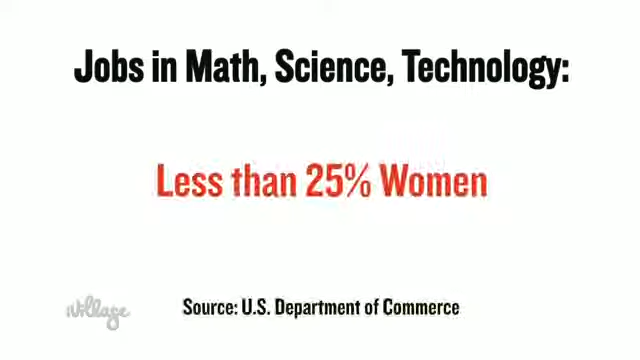 Jobs in Math, Science, Technology:
Less than 25% Women
iVillage
Source: U.S. Department of Commerce